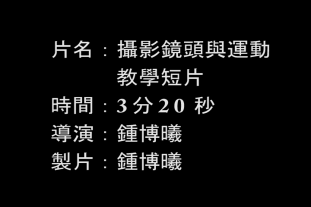 片名：攝影鏡頭與運動
教學短片
時間：3分20 秒
導演：鍾博曦
製片：鍾博曦